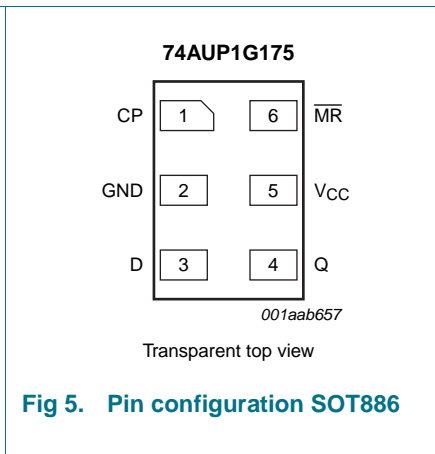 74AUP1G175
CP 1 6 M̅R̅
GND 2 5 VCC
D 3 4 Q
001aab657
Transparent top view
Fig 5. Pin configuration SOT886